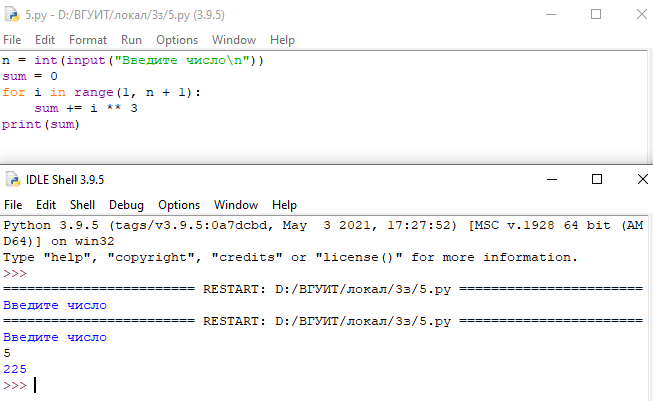 5.py - D:/ВГУИТ/локал/3з/5.py (3.9.5)
File Edit Format Run Options Window Help
n = int(input("Введите число\n"))
sum = 0
for i in range(1, n + 1):
    sum += i ** 3
print(sum)
IDLE Shell 3.9.5
File Edit Shell Debug Options Window Help
Python 3.9.5 (tags/v3.9.5:0a7dcbd, May  3 2021, 17:27:52) [MSC v.1928 64 bit (AM
D64)] on win32
Type "help", "copyright", "credits" or "license()" for more information.
>>>
======================== RESTART: D:/ВГУИТ/локал/3з/5.py =======================
Введите число
======================== RESTART: D:/ВГУИТ/локал/3з/5.py =======================
Введите число
5
225
>>>